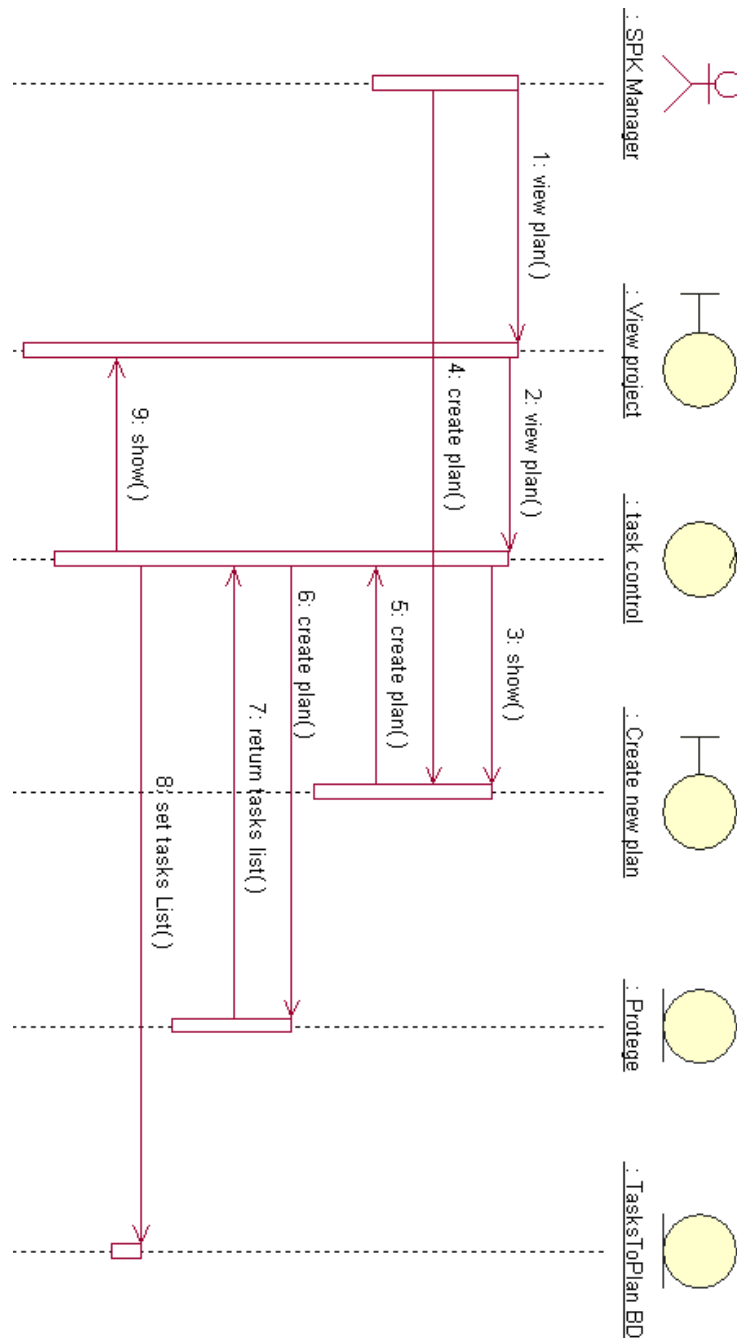 : SPK Manager
: View project
: task control
: Create new plan
: Protege
: TasksToPlan BD
1: view plan()
2: view plan()
3: show()
4: create plan()
5: create plan()
6: create plan()
7: return tasks list()
8: set tasks List()
9: show()